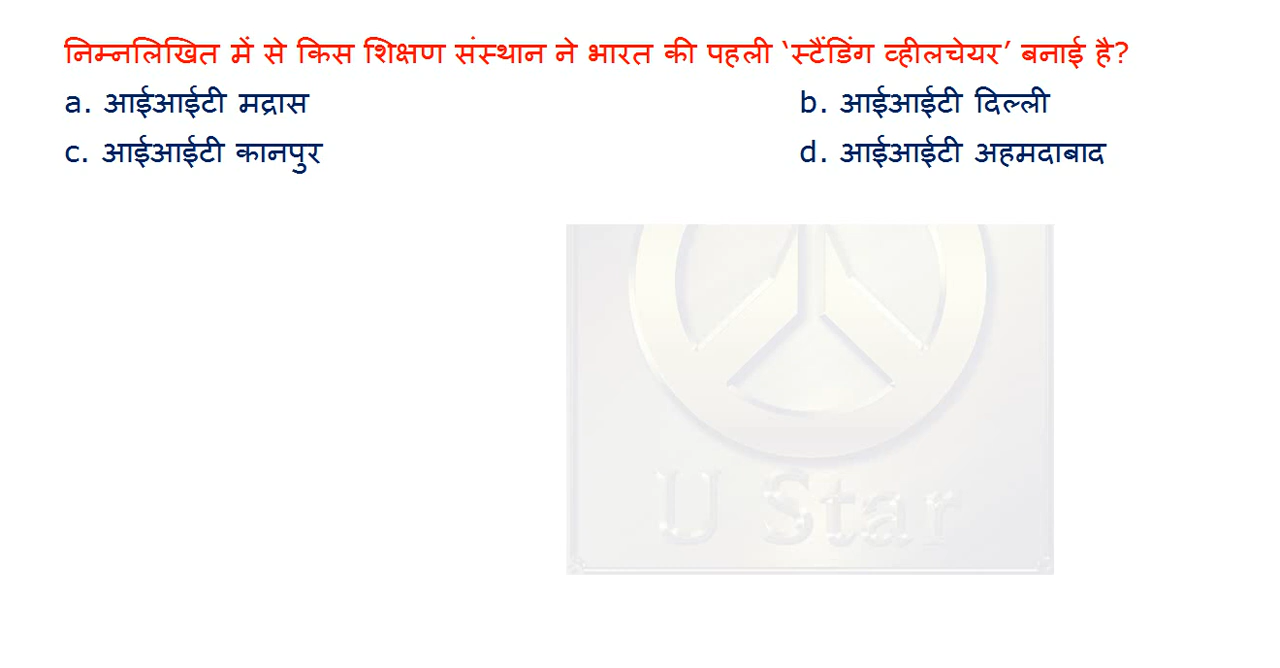 निम्नलिखित में से किस शिक्षण संस्थान ने भारत की पहली ‘स्टैंडिंग व्हीलचेयर’ बनाई है?
a. आईआईटी मद्रास b. आईआईटी दिल्ली
c. आईआईटी कानपुर d. आईआईटी अहमदाबाद
U Star